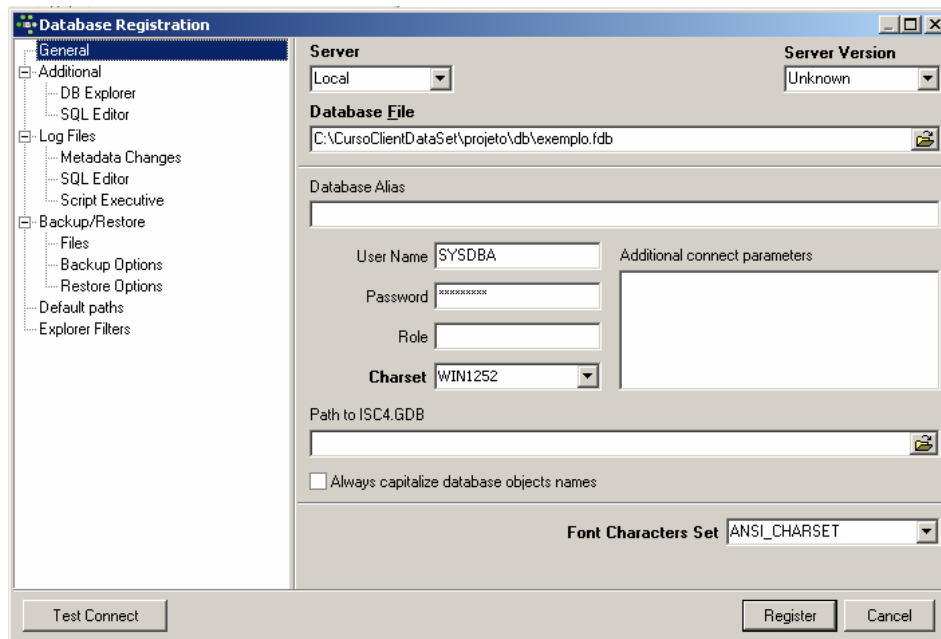 Database Registration
General
Additional
DB Explorer
SQL Editor
Log Files
Metadata Changes
SQL Editor
Script Executive
Backup/Restore
Files
Backup Options
Restore Options
Default paths
Explorer Filters
Server Server Version
Local Unknown
Database File
C:\CursoClientDataSet\projeto\db\exemplo.fdb
Database Alias
User Name SYSDBA Additional connect parameters
Password *********
Role
Charset WIN1252
Path to ISC4.GDB
Always capitalize database objects names
Font Characters Set ANSI_CHARSET
Test Connect Register Cancel